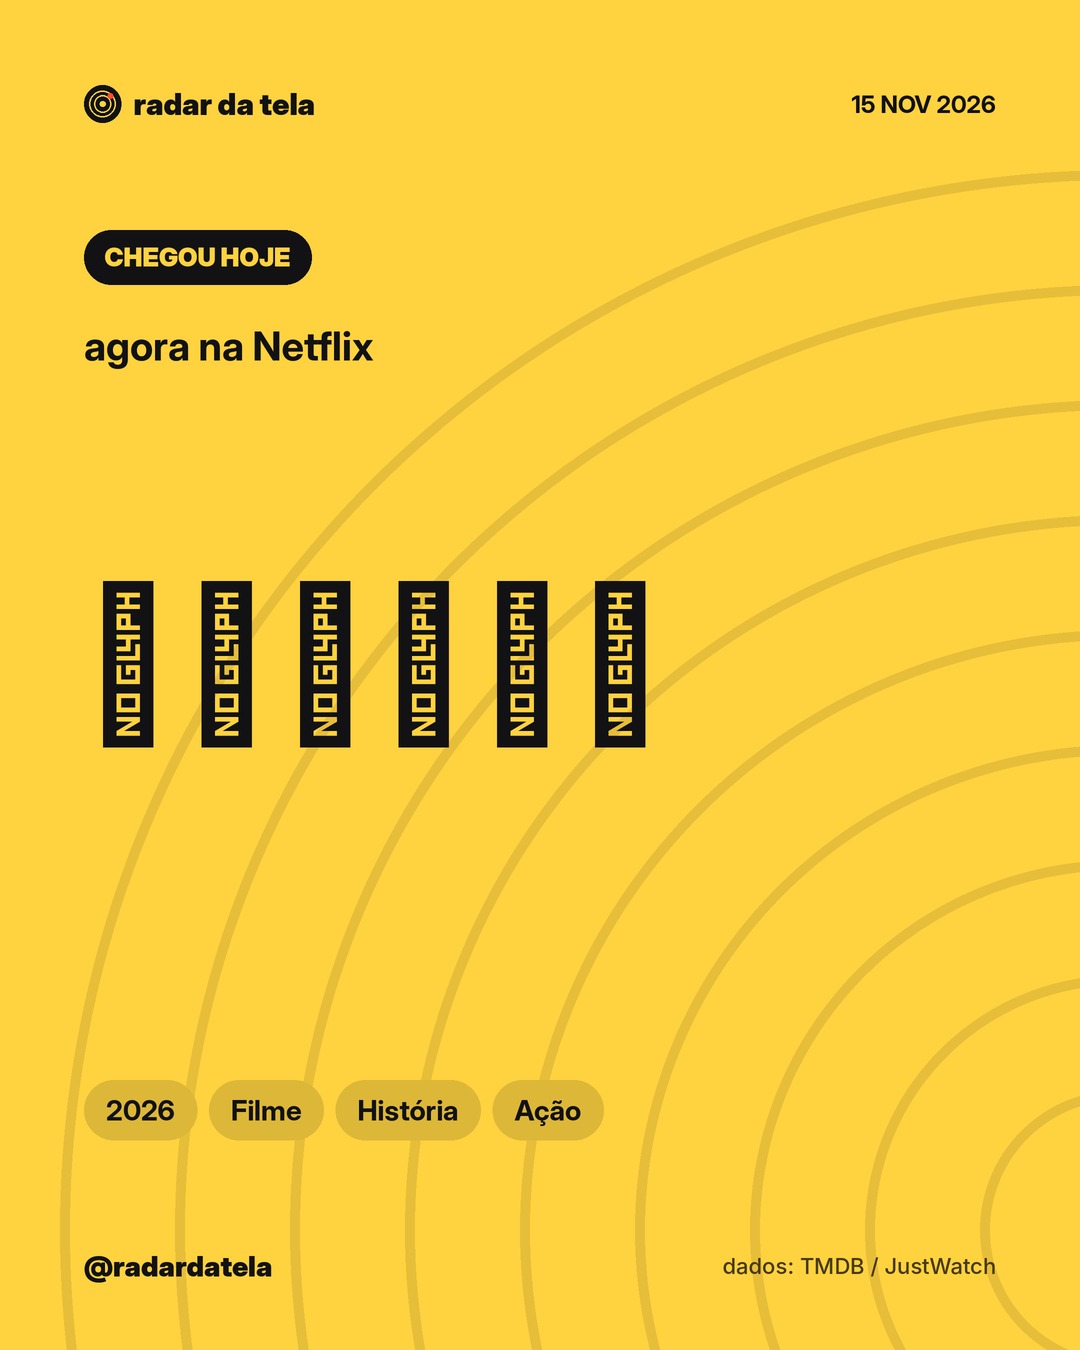 radar da tela
15 NOV 2026
CHEGOU HOJE
agora na Netflix
NO GLYPH NO GLYPH NO GLYPH NO GLYPH NO GLYPH NO GLYPH
2026 Filme História Ação
@radardatela
dados: TMDB / JustWatch